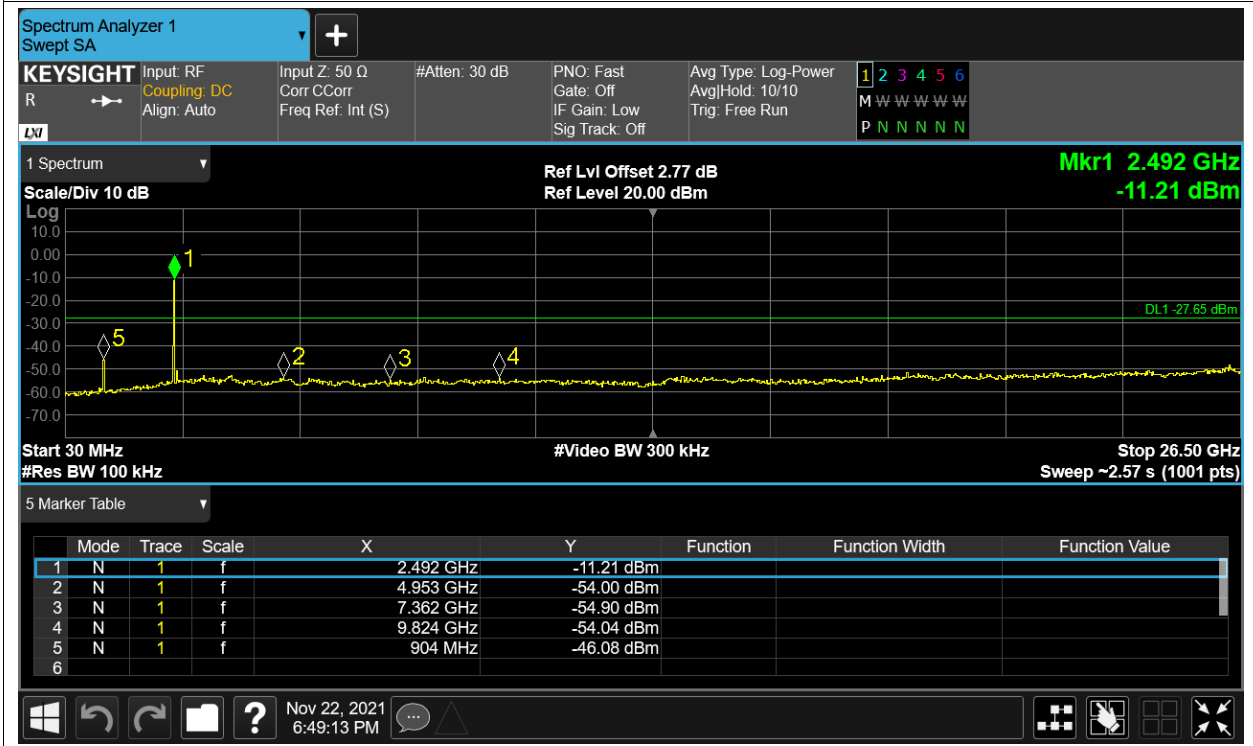 Spectrum Analyzer 1
Swept SA
+
KEYSIGHT
R
LXI
Input: RF
Coupling: DC
Align: Auto
Input Z: 50 Ω
Corr CCorr
Freq Ref: Int (S)
#Atten: 30 dB
PNO: Fast
Gate: Off
IF Gain: Low
Sig Track: Off
Avg Type: Log-Power
Avg|Hold: 10/10
Trig: Free Run
1 2 3 4 5 6
M W W W W W
P N N N N N
1 Spectrum
Scale/Div 10 dB
Ref Lvl Offset 2.77 dB
Ref Level 20.00 dBm
Mkr1 2.492 GHz
-11.21 dBm
Log
10.0
0.00
-10.0
-20.0
-30.0
-40.0
-50.0
-60.0
-70.0
1
DL1 -27.65 dBm
5
2
3
4
Start 30 MHz
#Video BW 300 kHz
Stop 26.50 GHz
#Res BW 100 kHz
Sweep ~2.57 s (1001 pts)
5 Marker Table
Mode Trace Scale X Y Function Function Width Function Value
1 N 1 f 2.492 GHz -11.21 dBm
2 N 1 f 4.953 GHz -54.00 dBm
3 N 1 f 7.362 GHz -54.90 dBm
4 N 1 f 9.824 GHz -54.04 dBm
5 N 1 f 904 MHz -46.08 dBm
6
?
Nov 22, 2021
6:49:13 PM